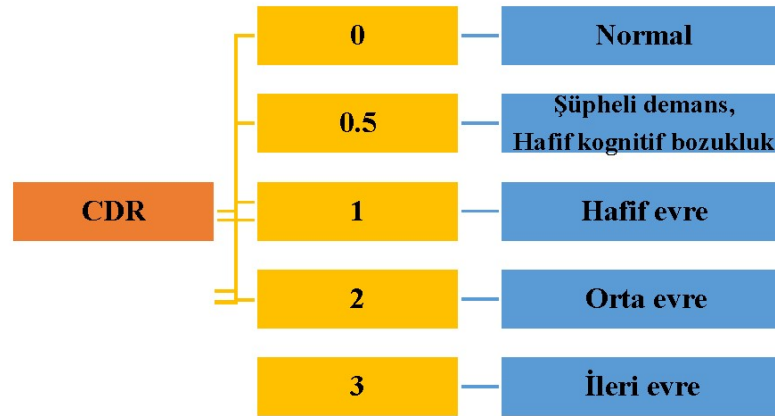 0
Normal
0.5
Şüpheli demans,
Hafif kognitif bozukluk
CDR
1
Hafif evre
2
Orta evre
3
İleri evre